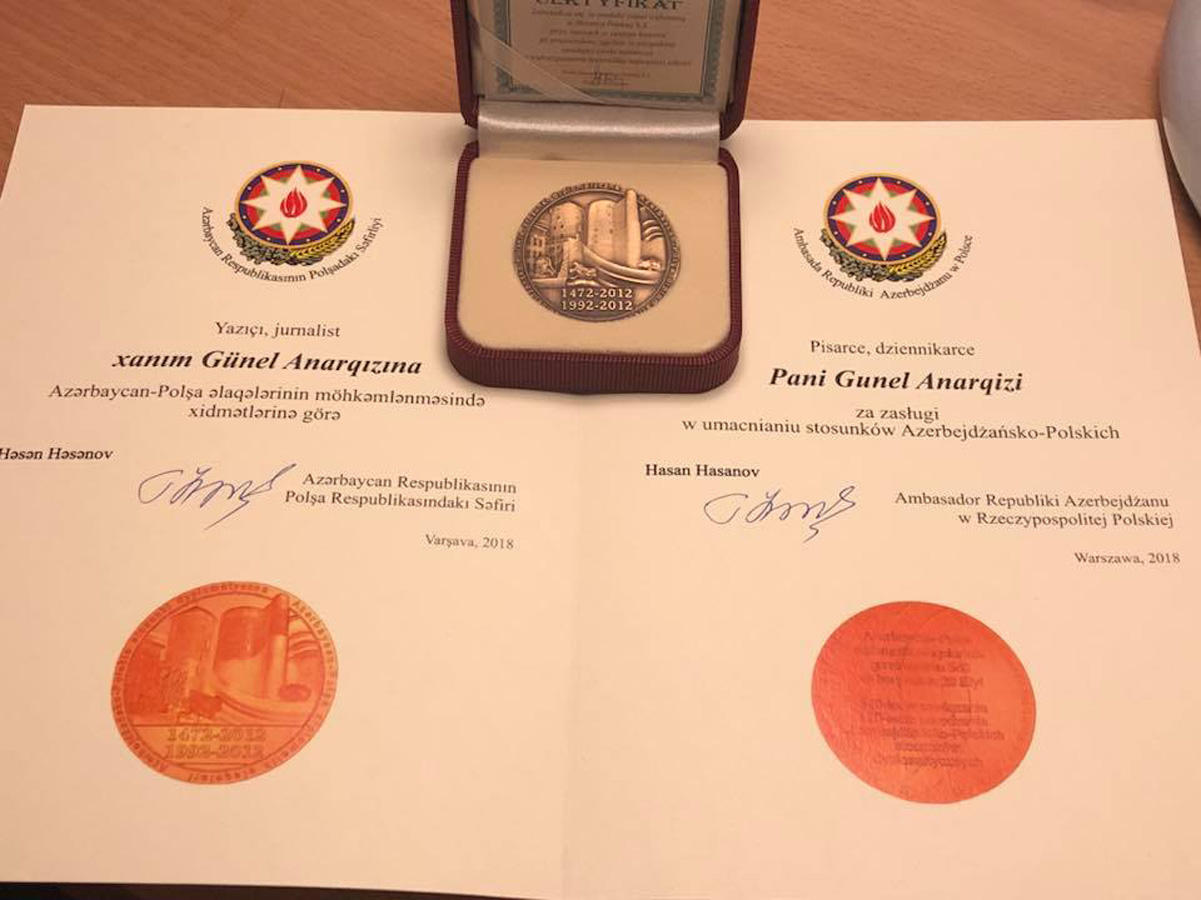 CERTYFIKAT
Azərbaycan Respublikasının Polşadakı Səfirliyi
Yazıçı, jurnalist
xanım Günel Anarqızına
Azərbaycan-Polşa əlaqələrinin möhkəmlənməsində
xidmətlərinə görə
Həsən Həsənov
Azərbaycan Respublikasının
Polşa Respublikasındakı Səfiri
Varşava, 2018
1472-2012
1992-2012
1472-2012
1992-2012
Ambasada Republiki Azerbejdżanu w Polsce
Pisarce, dziennikarce
Pani Gunel Anarqizi
za zasługi
w umacnianiu stosunków Azerbejdżańsko-Polskich
Hasan Hasanov
Ambasador Republiki Azerbejdżanu
w Rzeczypospolitej Polskiej
Warszawa, 2018